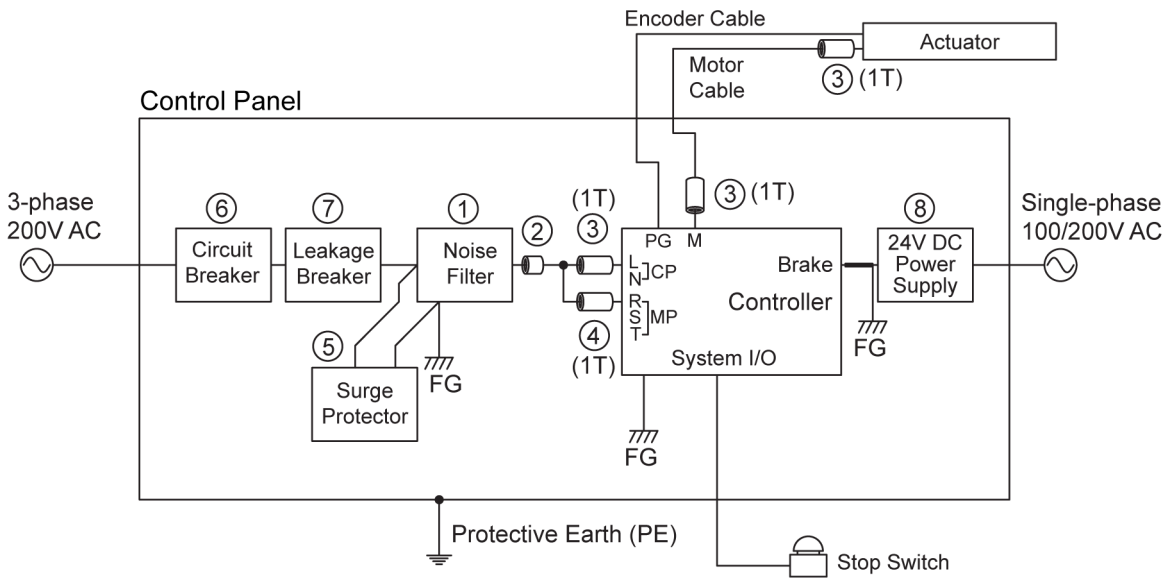 Encoder Cable
Actuator
Motor
Cable
③ (1T)
Control Panel
3-phase
200V AC
⑥
⑦
①
②
(1T)
③
③ (1T)
⑧
Single-phase
100/200V AC
Circuit
Breaker
Leakage
Breaker
Noise
Filter
PG M
L
N
CP
R
S
T
MP
Brake
Controller
System I/O
24V DC
Power
Supply
④
(1T)
⑤
Surge
Protector
FG
FG
FG
Protective Earth (PE)
Stop Switch